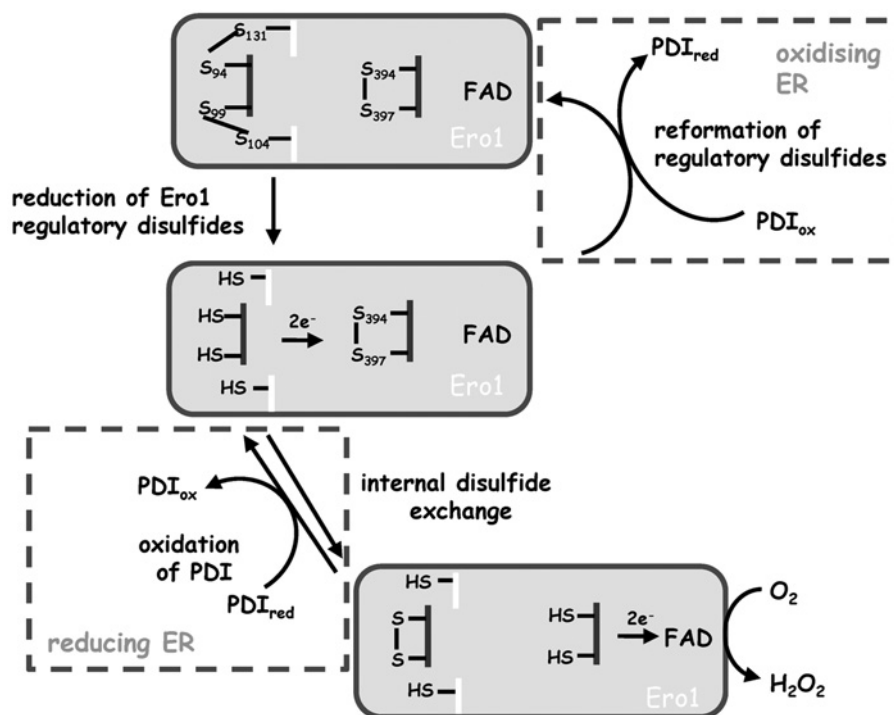 S131
S94
S99
S104
S394
S397
FAD
Ero1
PDIred
oxidising
ER
reformation of
regulatory disulfides
PDIox
reduction of Ero1
regulatory disulfides
HS
HS
HS
HS
2e-
S394
S397
FAD
Ero1
PDIox
oxidation
of PDI
PDIred
reducing ER
internal disulfide
exchange
HS
S
S
HS
HS
HS
2e-
FAD
Ero1
O2
H2O2